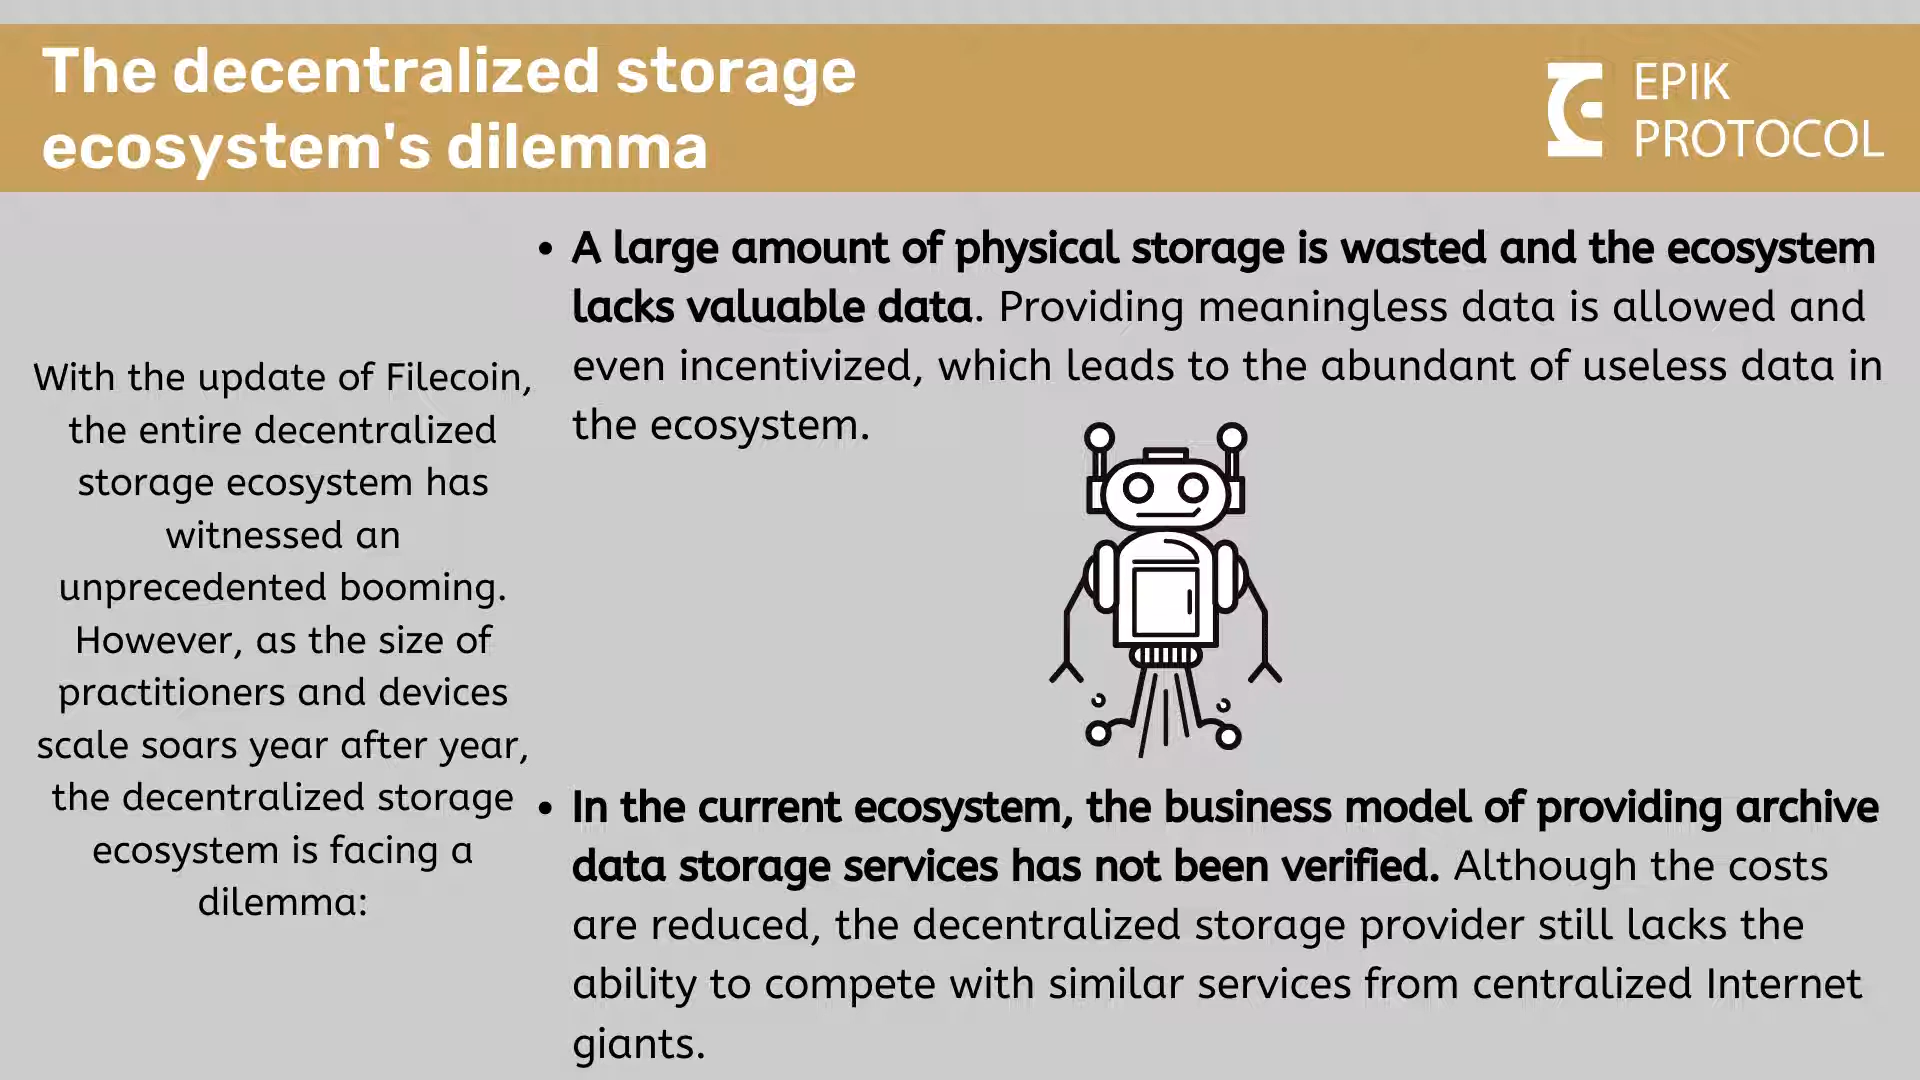 The decentralized storage
ecosystem's dilemma
EPIK
PROTOCOL
With the update of Filecoin,
the entire decentralized
storage ecosystem has
witnessed an
unprecedented booming.
However, as the size of
practitioners and devices
scale soars year after year,
the decentralized storage
ecosystem is facing a
dilemma:
• A large amount of physical storage is wasted and the ecosystem
lacks valuable data. Providing meaningless data is allowed and
even incentivized, which leads to the abundant of useless data in
the ecosystem.
• In the current ecosystem, the business model of providing archive
data storage services has not been verified. Although the costs
are reduced, the decentralized storage provider still lacks the
ability to compete with similar services from centralized Internet
giants.